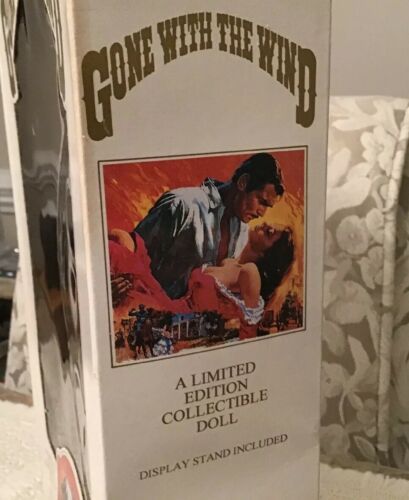 GONE WITH THE WIND
A LIMITED
EDITION
COLLECTIBLE
DOLL
DISPLAY STAND INCLUDED